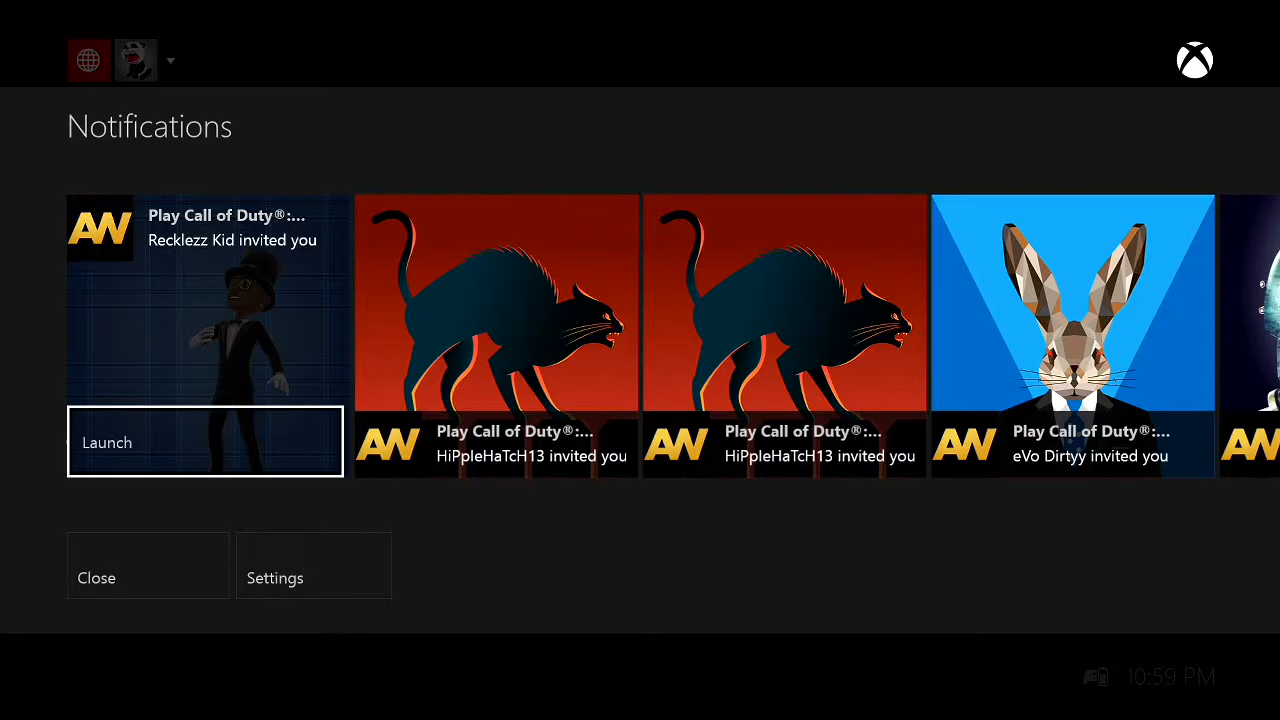 Notifications
AW
Play Call of Duty®:...
Recklezz Kid invited you
Launch
AW
Play Call of Duty®:...
HiPpleHaTcH13 invited you
AW
Play Call of Duty®:...
HiPpleHaTcH13 invited you
AW
Play Call of Duty®:...
eVo Dirtyy invited you
AW
Close
Settings
10:59 PM